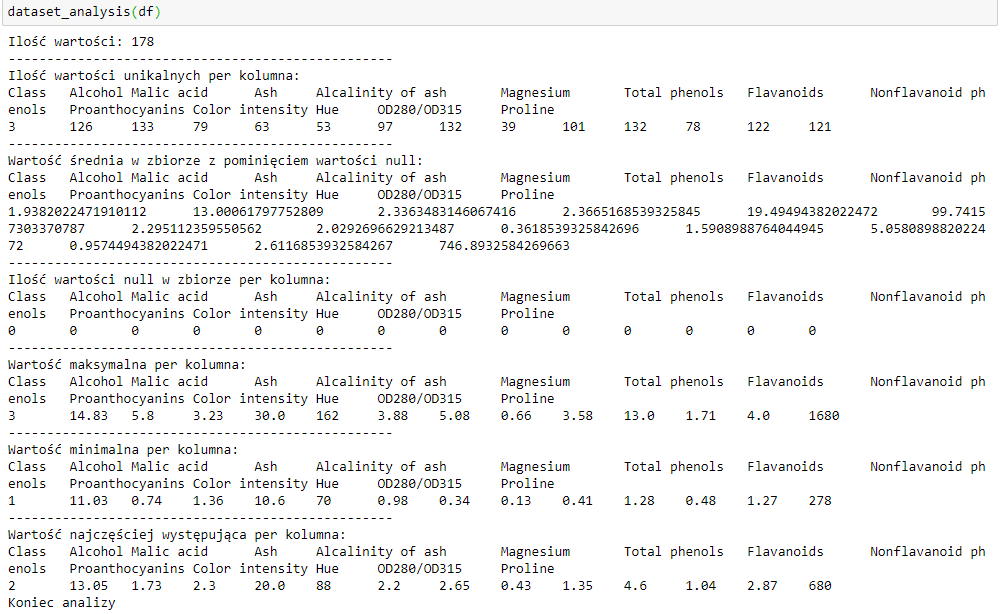 dataset_analysis(df)
Ilość wartości: 178
--------------------------------------------------
Ilość wartości unikalnych per kolumna:
Class Alcohol Malic acid Ash Alcalinity of ash Magnesium Total phenols Flavanoids Nonflavanoid ph
enols Proanthocyanins Color intensity Hue OD280/OD315 Proline
3 126 133 79 63 53 97 132 39 101 132 78 122 121
--------------------------------------------------
Wartość średnia w zbiorze z pominięciem wartości null:
Class Alcohol Malic acid Ash Alcalinity of ash Magnesium Total phenols Flavanoids Nonflavanoid ph
enols Proanthocyanins Color intensity Hue OD280/OD315 Proline
1.9382022471910112 13.00061797752809 2.3363483146067416 2.3665168539325845 19.49494382022472 99.7415
7303370787 2.295112359550562 2.0292696629213487 0.3618539325842696 1.5908988764044945 5.0580898820224
72 0.9574494382022471 2.6116853932584267 746.8932584269663
--------------------------------------------------
Ilość wartości null w zbiorze per kolumna:
Class Alcohol Malic acid Ash Alcalinity of ash Magnesium Total phenols Flavanoids Nonflavanoid ph
enols Proanthocyanins Color intensity Hue OD280/OD315 Proline
0 0 0 0 0 0 0 0 0 0 0 0 0 0
--------------------------------------------------
Wartość maksymalna per kolumna:
Class Alcohol Malic acid Ash Alcalinity of ash Magnesium Total phenols Flavanoids Nonflavanoid ph
enols Proanthocyanins Color intensity Hue OD280/OD315 Proline
3 14.83 5.8 3.23 30.0 162 3.88 5.08 0.66 3.58 13.0 1.71 4.0 1680
--------------------------------------------------
Wartość minimalna per kolumna:
Class Alcohol Malic acid Ash Alcalinity of ash Magnesium Total phenols Flavanoids Nonflavanoid ph
enols Proanthocyanins Color intensity Hue OD280/OD315 Proline
1 11.03 0.74 1.36 10.6 70 0.98 0.34 0.13 0.41 1.28 0.48 1.27 278
--------------------------------------------------
Wartość najczęściej występująca per kolumna:
Class Alcohol Malic acid Ash Alcalinity of ash Magnesium Total phenols Flavanoids Nonflavanoid ph
enols Proanthocyanins Color intensity Hue OD280/OD315 Proline
2 13.05 1.73 2.3 20.0 88 2.2 2.65 0.43 1.35 4.6 1.04 2.87 680
Koniec analizy